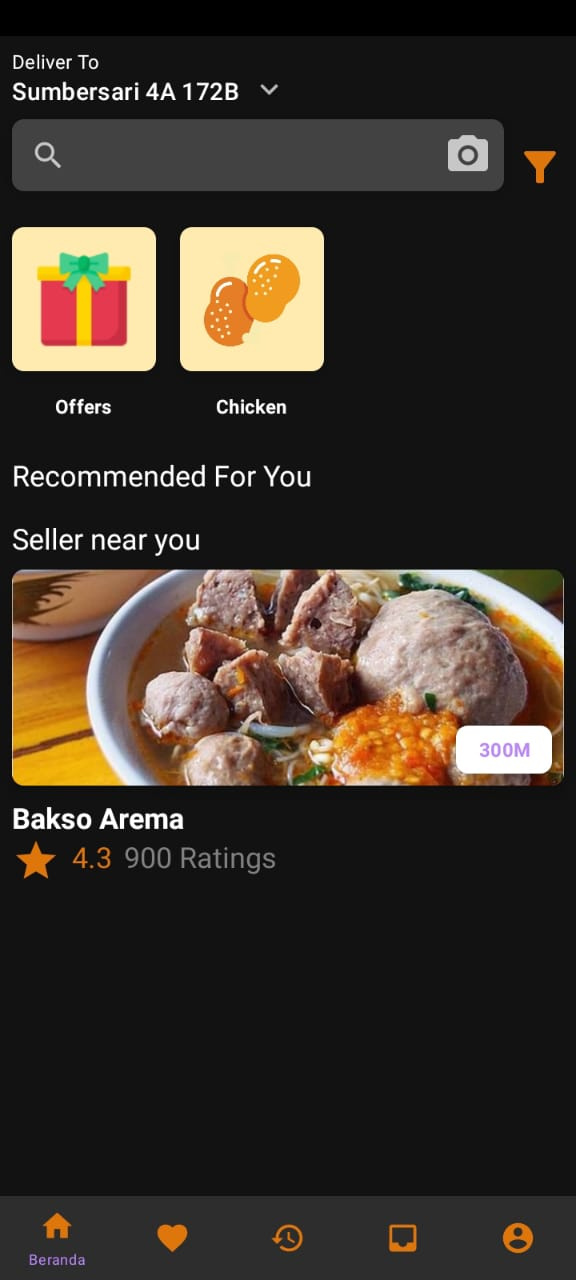 Deliver To
Sumbersari 4A 172B
Offers
Chicken
Recommended For You
Seller near you
300M
Bakso Arema
4.3 900 Ratings
Beranda